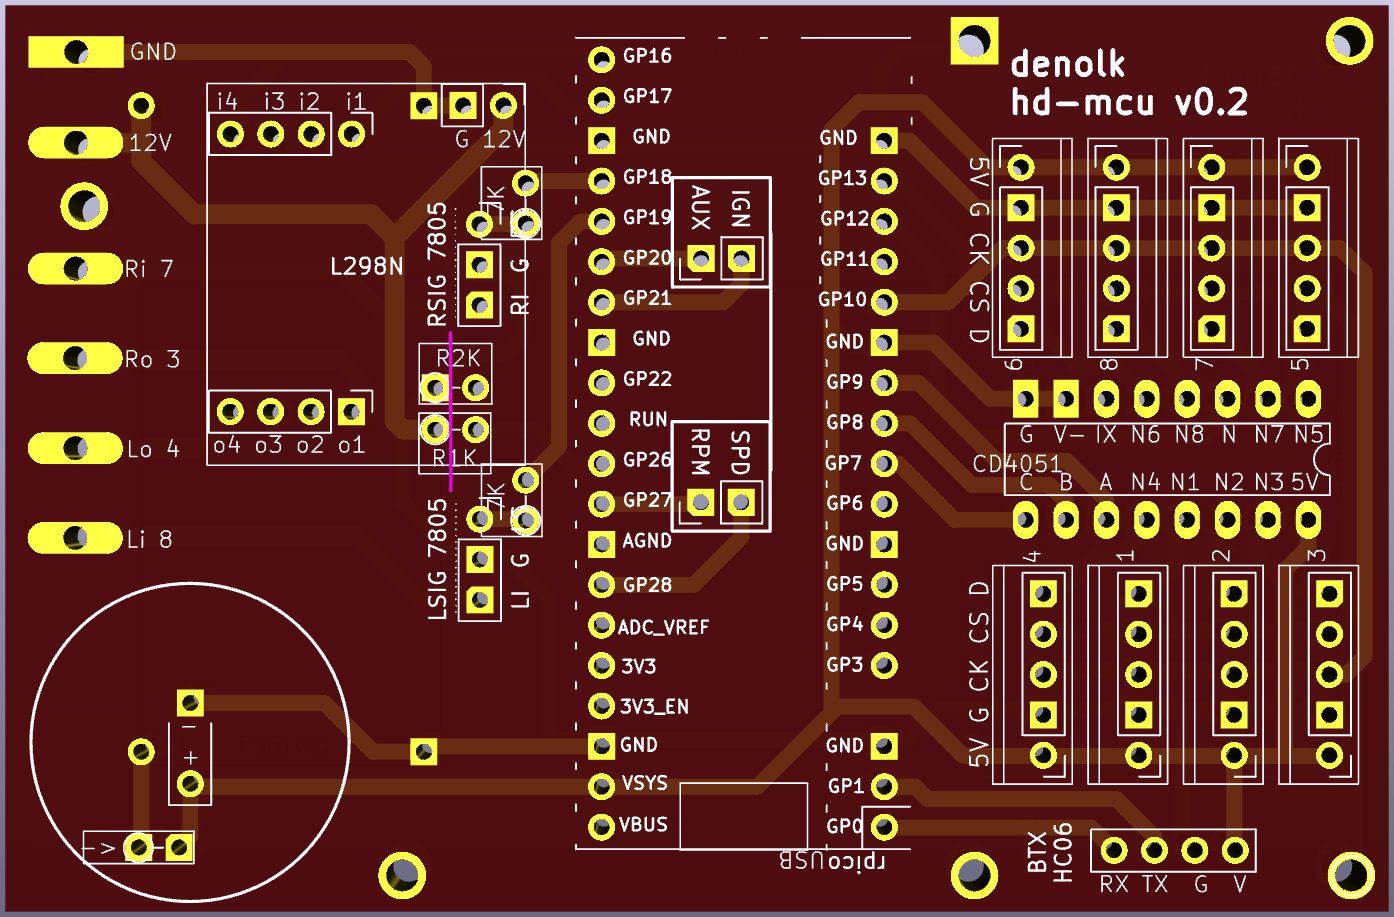 GND
12V
Ri 7
Ro 3
Lo 4
Li 8
i4 i3 i2 i1
G 12V
L298N
o4 o3 o2 o1
7K
RSIG 7805
RI G
R2K
R1K
7K
LSIG 7805
LI G
- +
->
GP16
GP17
GND
GP18
GP19
GP20
GP21
GND
GP22
RUN
GP26
GP27
AGND
GP28
ADC_VREF
3V3
3V3_EN
GND
VSYS
VBUS
AUX IGN
RPM SPD
GND
GP13
GP12
GP11
GP10
GND
GP9
GP8
GP7
GP6
GND
GP5
GP4
GP3
GND
GP1
GP0
rpico USB
denolk
hd-mcu v0.2
5V G CK CS D
6 8 7 5
G V- IX N6 N8 N N7 N5
CD4051
C B A N4 N1 N2 N3 5V
4 1 2 3
5V G CK CS D
BTX
HC06
RX TX G V